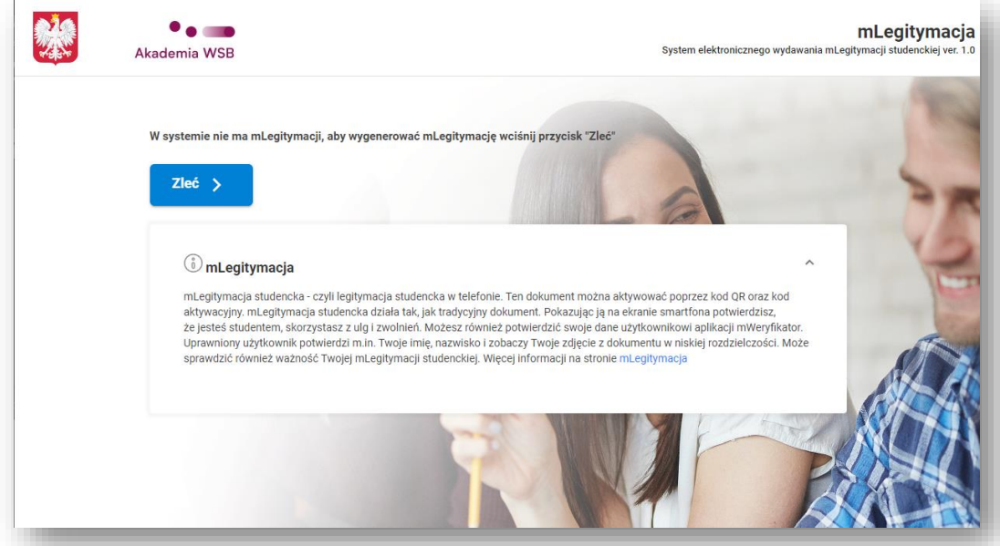 Akademia WSB
mLegitymacja
System elektronicznego wydawania mLegitymacji studenckiej ver. 1.0
W systemie nie ma mLegitymacji, aby wygenerować mLegitymację wciśnij przycisk "Zleć"
Zleć
mLegitymacja
mLegitymacja studencka - czyli legitymacja studencka w telefonie. Ten dokument można aktywować poprzez kod QR oraz kod
aktywacyjny. mLegitymacja studencka działa tak, jak tradycyjny dokument. Pokazując ją na ekranie smartfona potwierdzisz,
że jesteś studentem, skorzystasz z ulg i zwolnień. Możesz również potwierdzić swoje dane użytkownikowi aplikacji mWeryfikator.
Uprawniony użytkownik potwierdzi m.in. Twoje imię, nazwisko i zobaczy Twoje zdjęcie z dokumentu w niskiej rozdzielczości. Może
sprawdzić również ważność Twojej mLegitymacji studenckiej. Więcej informacji na stronie mLegitymacja